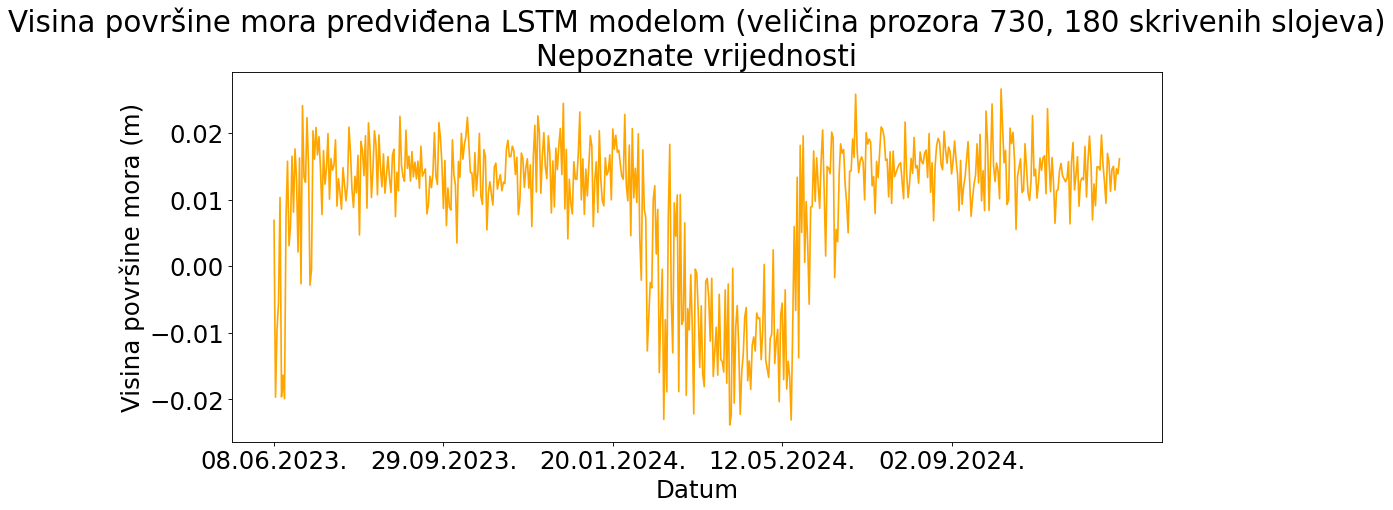 Visina površine mora predviđena LSTM modelom (veličina prozora 730, 180 skrivenih slojeva)
Nepoznate vrijednosti
Visina površine mora (m)
0.02
0.01
0.00
−0.01
−0.02
08.06.2023. 29.09.2023. 20.01.2024. 12.05.2024. 02.09.2024.
Datum